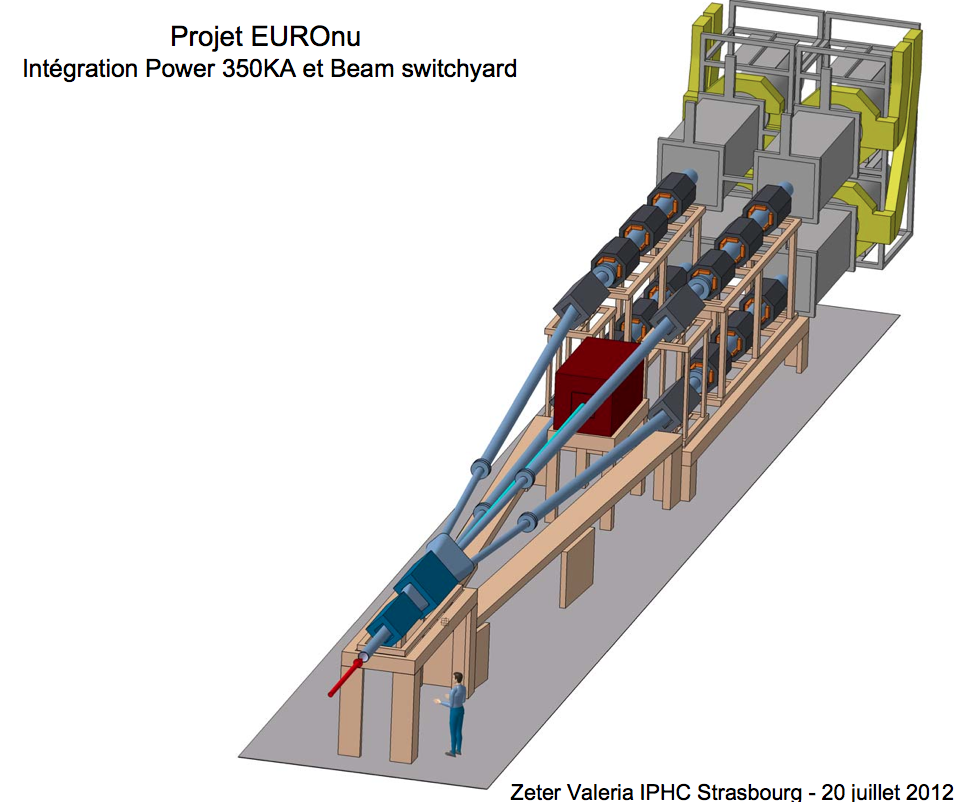 Projet EUROnu
Intégration Power 350KA et Beam switchyard
Zeter Valeria IPHC Strasbourg - 20 juillet 2012